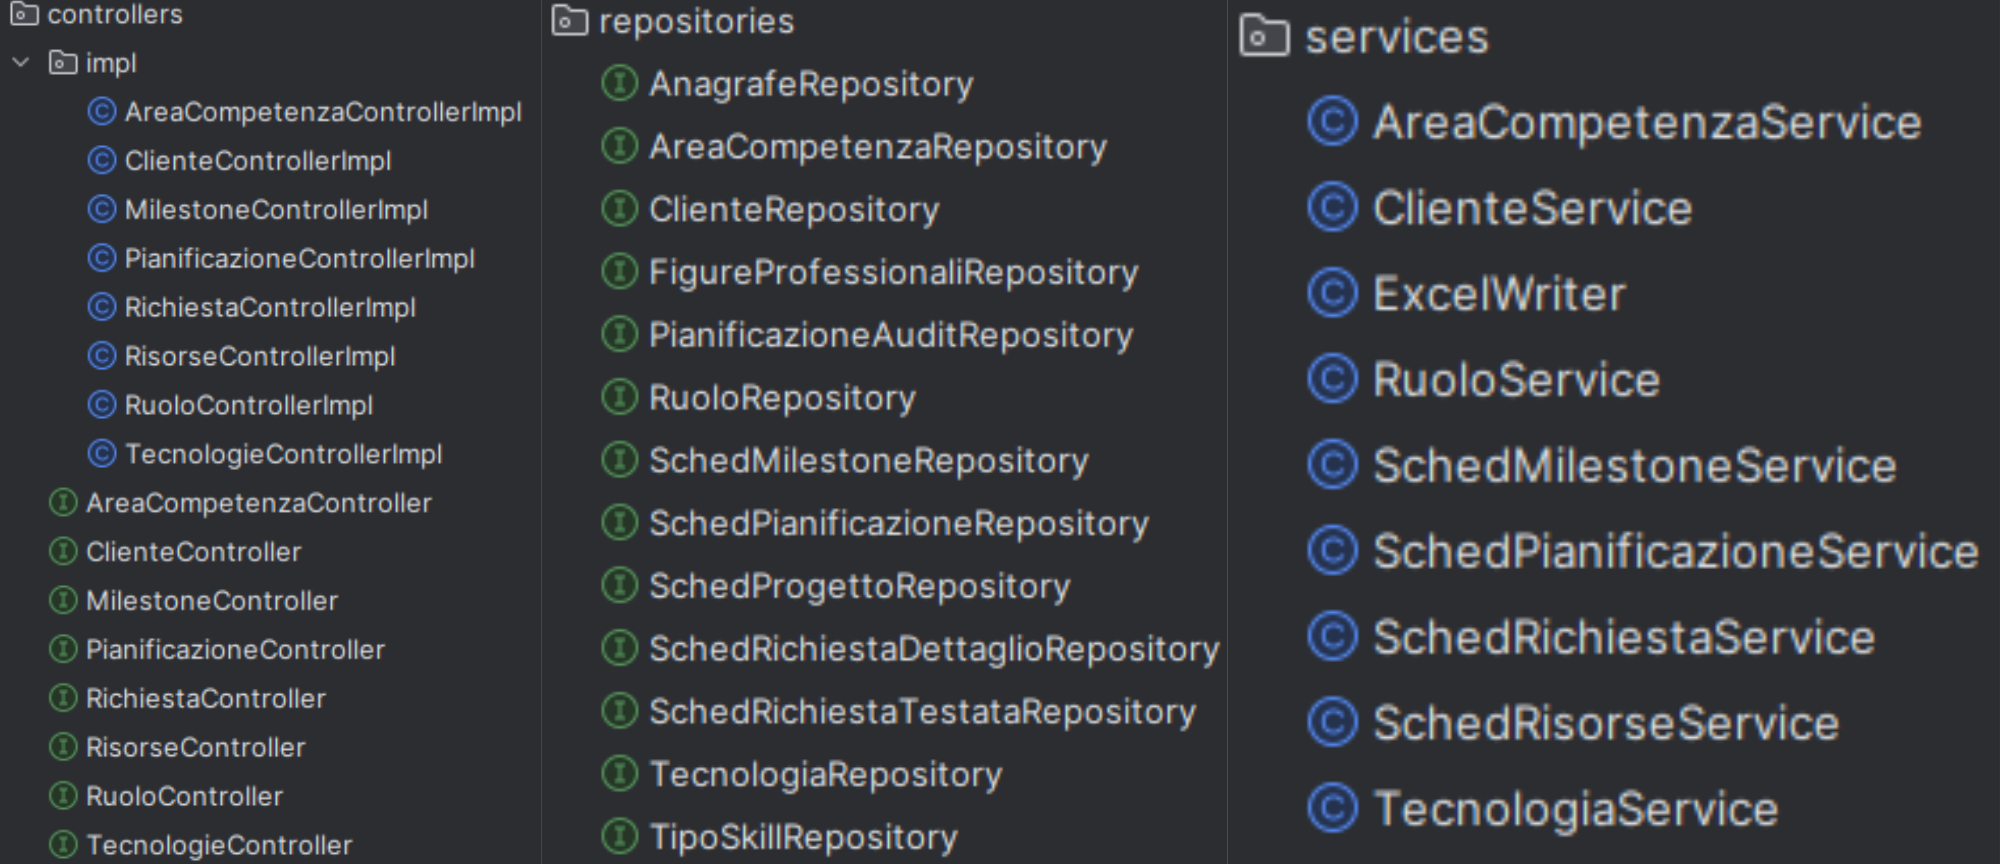 controllers
impl
AreaCompetenzaControllerImpl
ClienteControllerImpl
MilestoneControllerImpl
PianificazioneControllerImpl
RichiestaControllerImpl
RisorseControllerImpl
RuoloControllerImpl
TecnologieControllerImpl
AreaCompetenzaController
ClienteController
MilestoneController
PianificazioneController
RichiestaController
RisorseController
RuoloController
TecnologieController
repositories
AnagrafeRepository
AreaCompetenzaRepository
ClienteRepository
FigureProfessionaliRepository
PianificazioneAuditRepository
RuoloRepository
SchedMilestoneRepository
SchedPianificazioneRepository
SchedProgettoRepository
SchedRichiestaDettaglioRepository
SchedRichiestaTestataRepository
TecnologiaRepository
TipoSkillRepository
services
AreaCompetenzaService
ClienteService
ExcelWriter
RuoloService
SchedMilestoneService
SchedPianificazioneService
SchedRichiestaService
SchedRisorseService
TecnologiaService